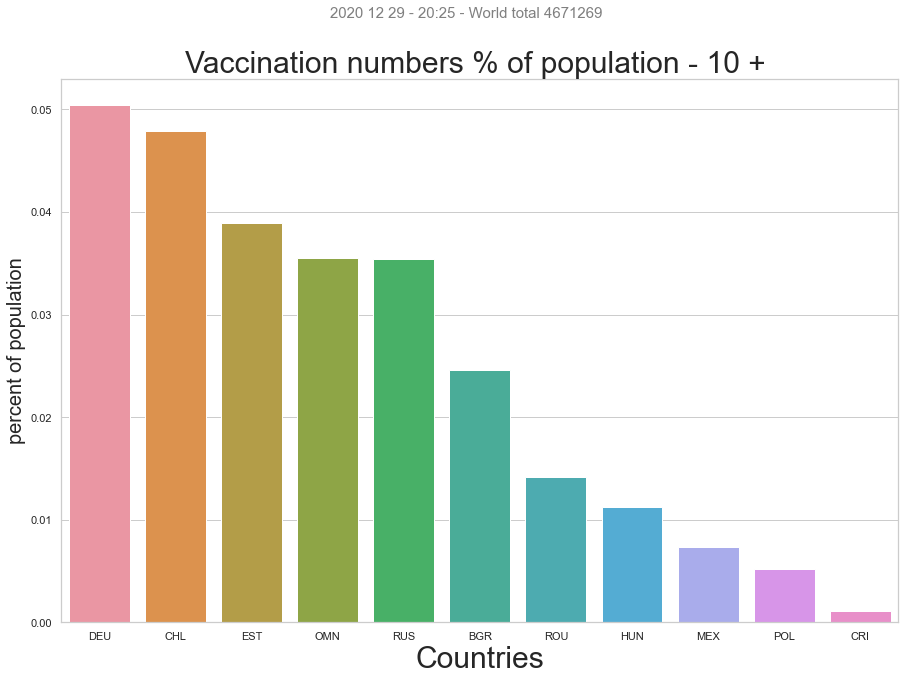 2020 12 29 - 20:25 - World total 4671269
Vaccination numbers % of population - 10 +
percent of population
0.05
0.04
0.03
0.02
0.01
0.00
DEU CHL EST OMN RUS BGR ROU HUN MEX POL CRI
Countries